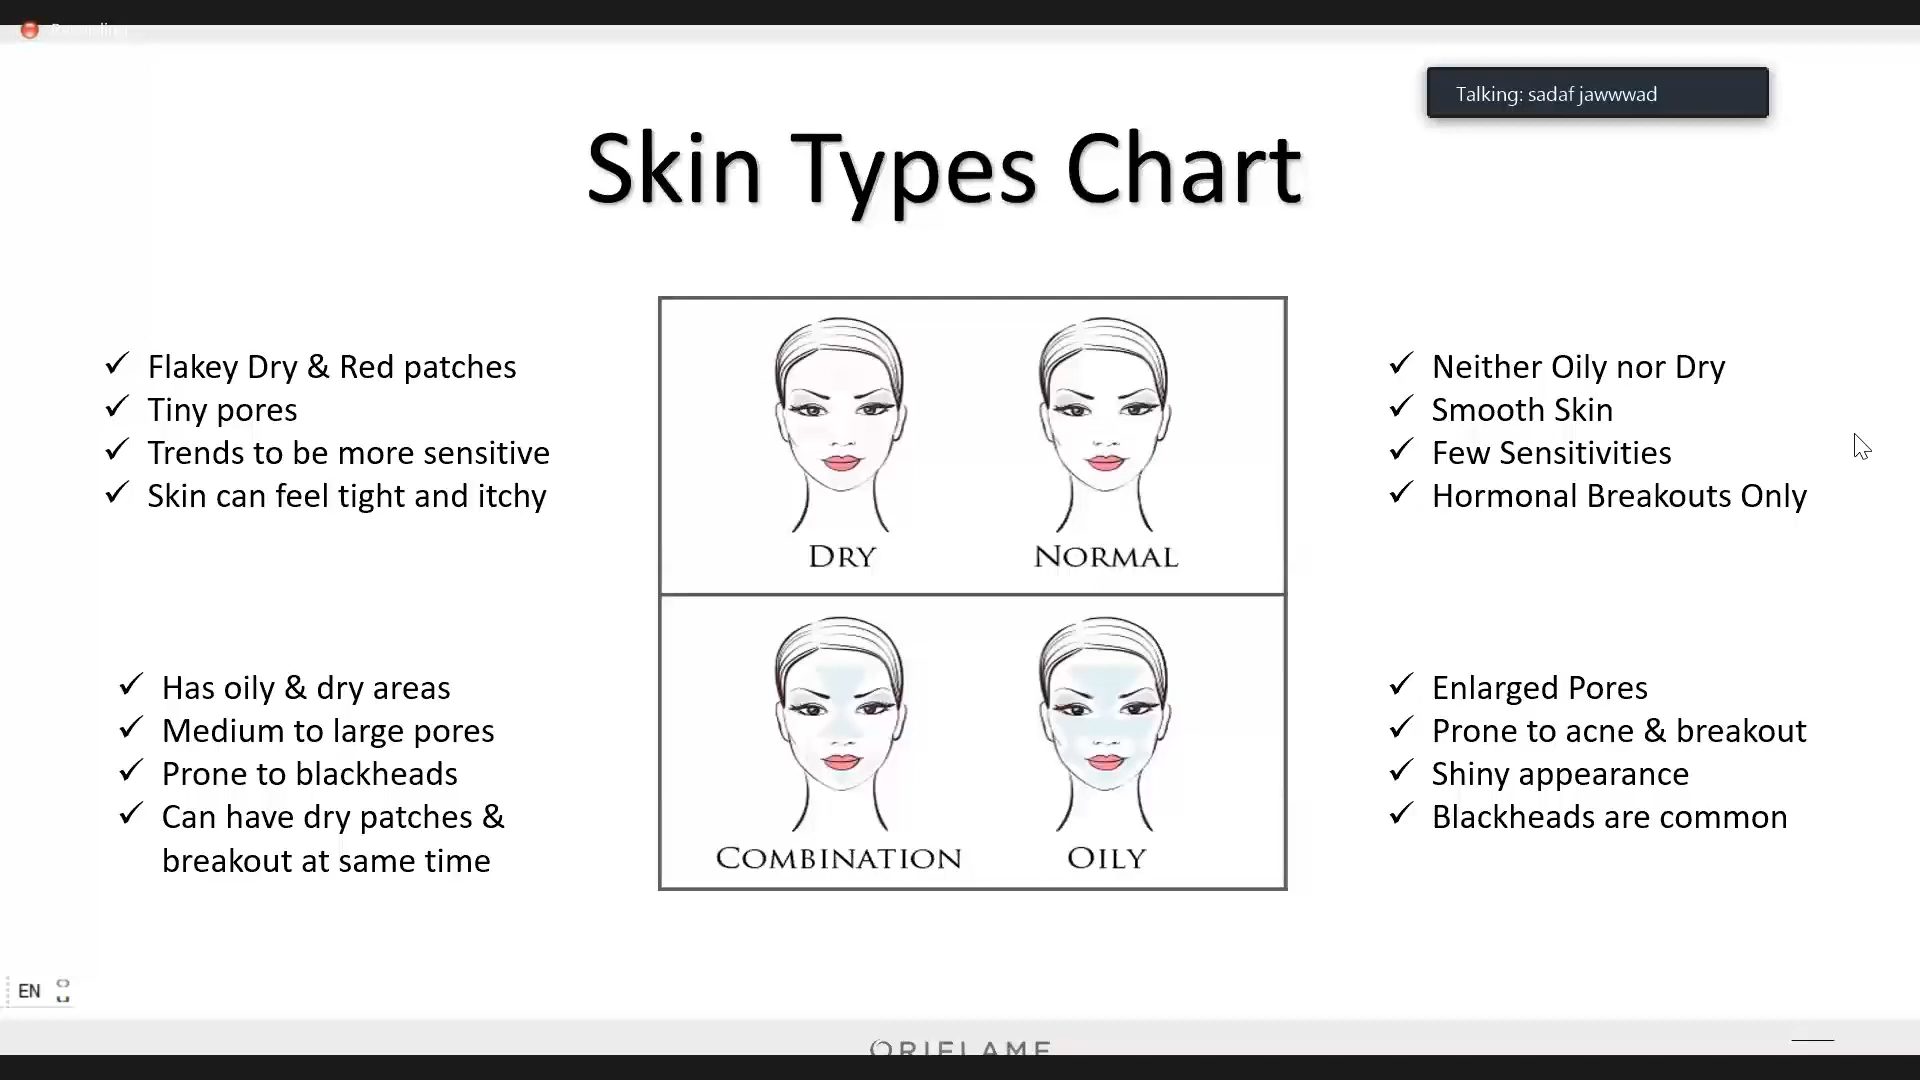 Talking: sadaf jawwwad
Skin Types Chart
Flakey Dry & Red patches
Tiny pores
Trends to be more sensitive
Skin can feel tight and itchy
DRY
NORMAL
Neither Oily nor Dry
Smooth Skin
Few Sensitivities
Hormonal Breakouts Only
Has oily & dry areas
Medium to large pores
Prone to blackheads
Can have dry patches &
breakout at same time
COMBINATION
OILY
Enlarged Pores
Prone to acne & breakout
Shiny appearance
Blackheads are common
EN
ORIFLAME